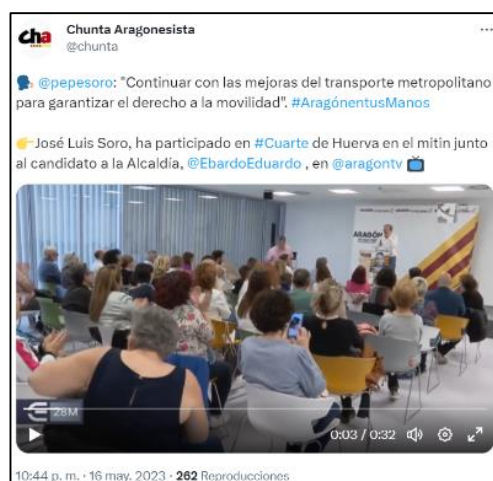 cha
Chunta Aragonesista
@chunta
@pepesoro: "Continuar con las mejoras del transporte metropolitano
para garantizar el derecho a la movilidad". #AragónentusManos
José Luis Soro, ha participado en #Cuarte de Huerva en el mitin junto
al candidato a la Alcaldía, @EbardoEduardo , en @aragontv
ARAGÓN
28M
0:03 / 0:32
10:44 p. m. · 16 may. 2023 · 262 Reproducciones